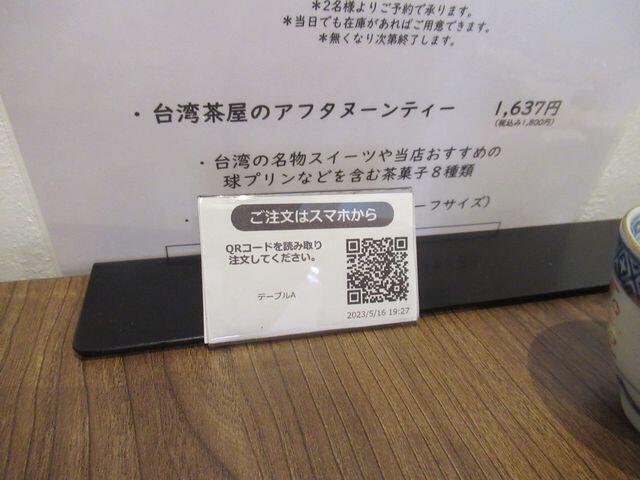 *2名様よりご予約で承ります。
*当日でも在庫があればご用意できます。
*無くなり次第終了します。
・台湾茶屋のアフタヌーンティー 1,637円
(税込み1,800円)
・台湾の名物スイーツや当店おすすめの
球プリンなどを含む茶菓子8種類
ーフサイズ)
ご注文はスマホから
QRコードを読み取り
注文してください。
テーブルA
2023/5/16 19:27